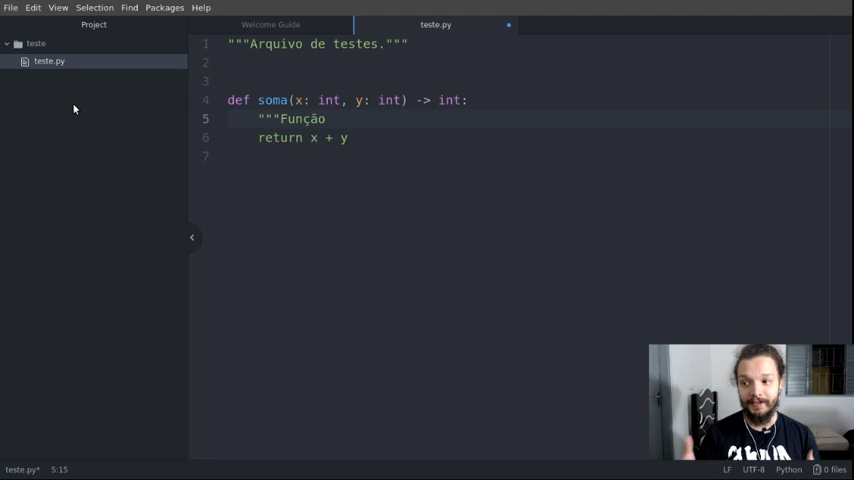 File Edit View Selection Find Packages Help
Project
Welcome Guide
teste.py
teste
teste.py
1 """Arquivo de testes."""
2
3
4 def soma(x: int, y: int) -> int:
5 """Função
6 return x + y
7
teste.py* 5:15
LF UTF-8 Python 0 files